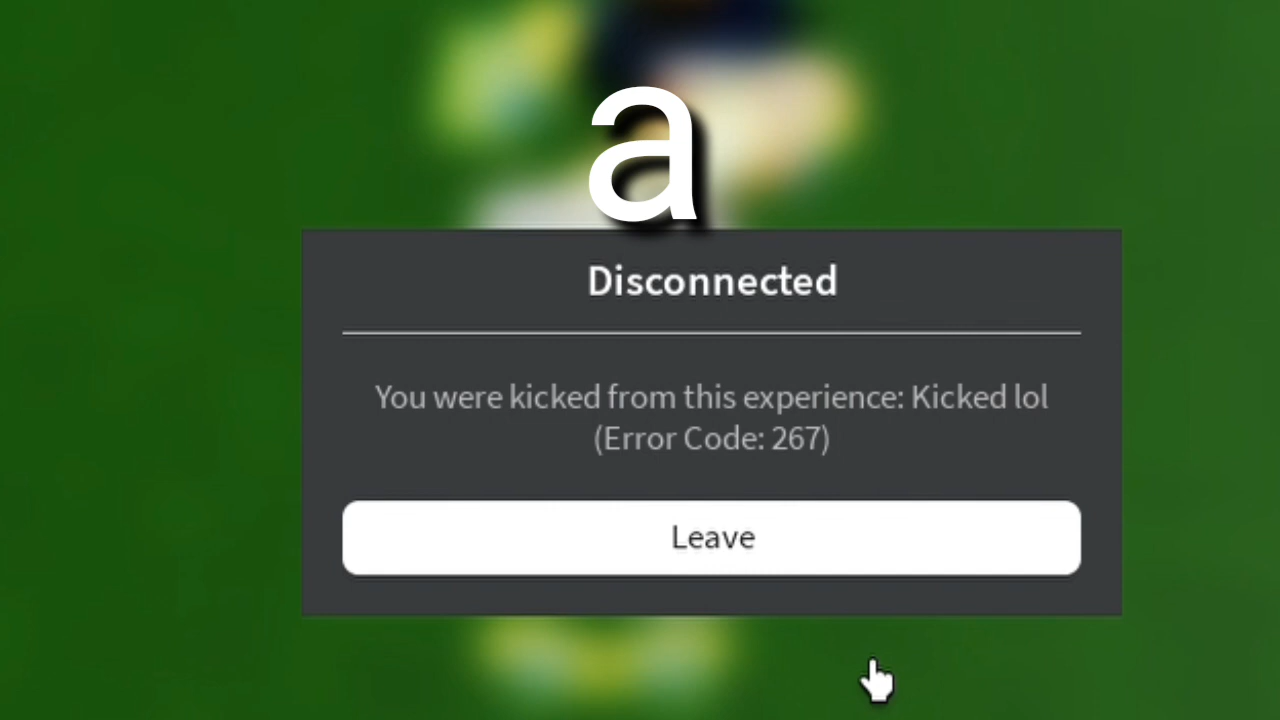 a
Disconnected
You were kicked from this experience: Kicked lol
(Error Code: 267)
Leave